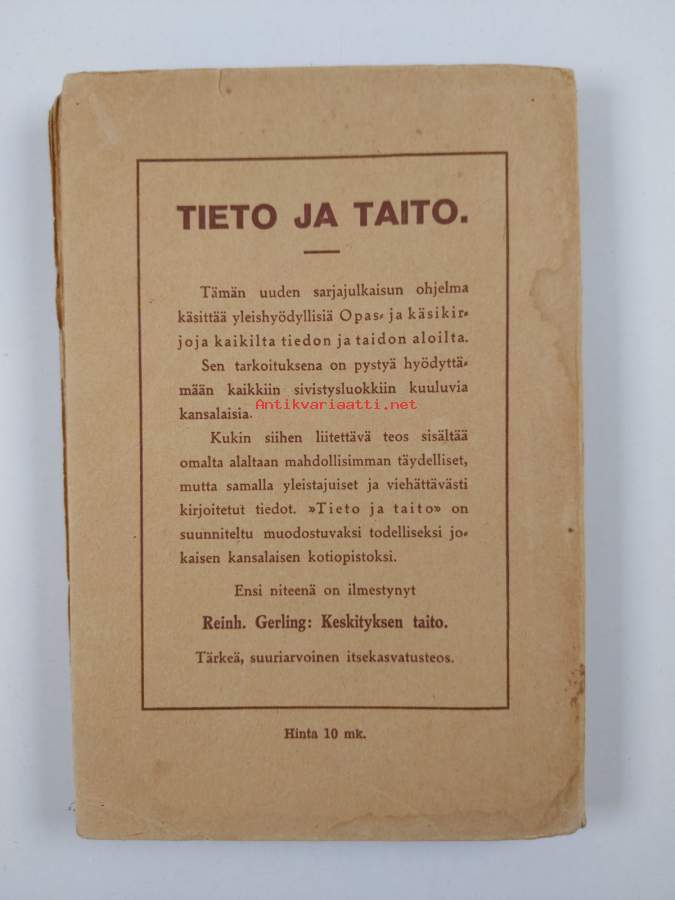 TIETO JA TAITO.
Tämän uuden sarjajulkaisun ohjelma
käsittää yleishyödyllisiä Opas- ja käsikir-
joja kaikilta tiedon ja taidon aloilta.
Sen tarkoituksena on pystyä hyödyttä-
mään kaikkiin sivistysluokkiin kuuluvia
Antikvariaatti.net
kansalaisia.
Kukin siihen liitettävä teos sisältää
omalta alaltaan mahdollisimman täydelliset,
mutta samalla yleistajuiset ja viehättävästi
kirjoitetut tiedot. »Tieto ja taito» on
suunniteltu muodostuvaksi todelliseksi jo-
kaisen kansalaisen kotiopistoksi.
Ensi niteenä on ilmestynyt
Reinh. Gerling: Keskityksen taito.
Tärkeä, suuriarvoinen itsekasvatusteos.
Hinta 10 mk.